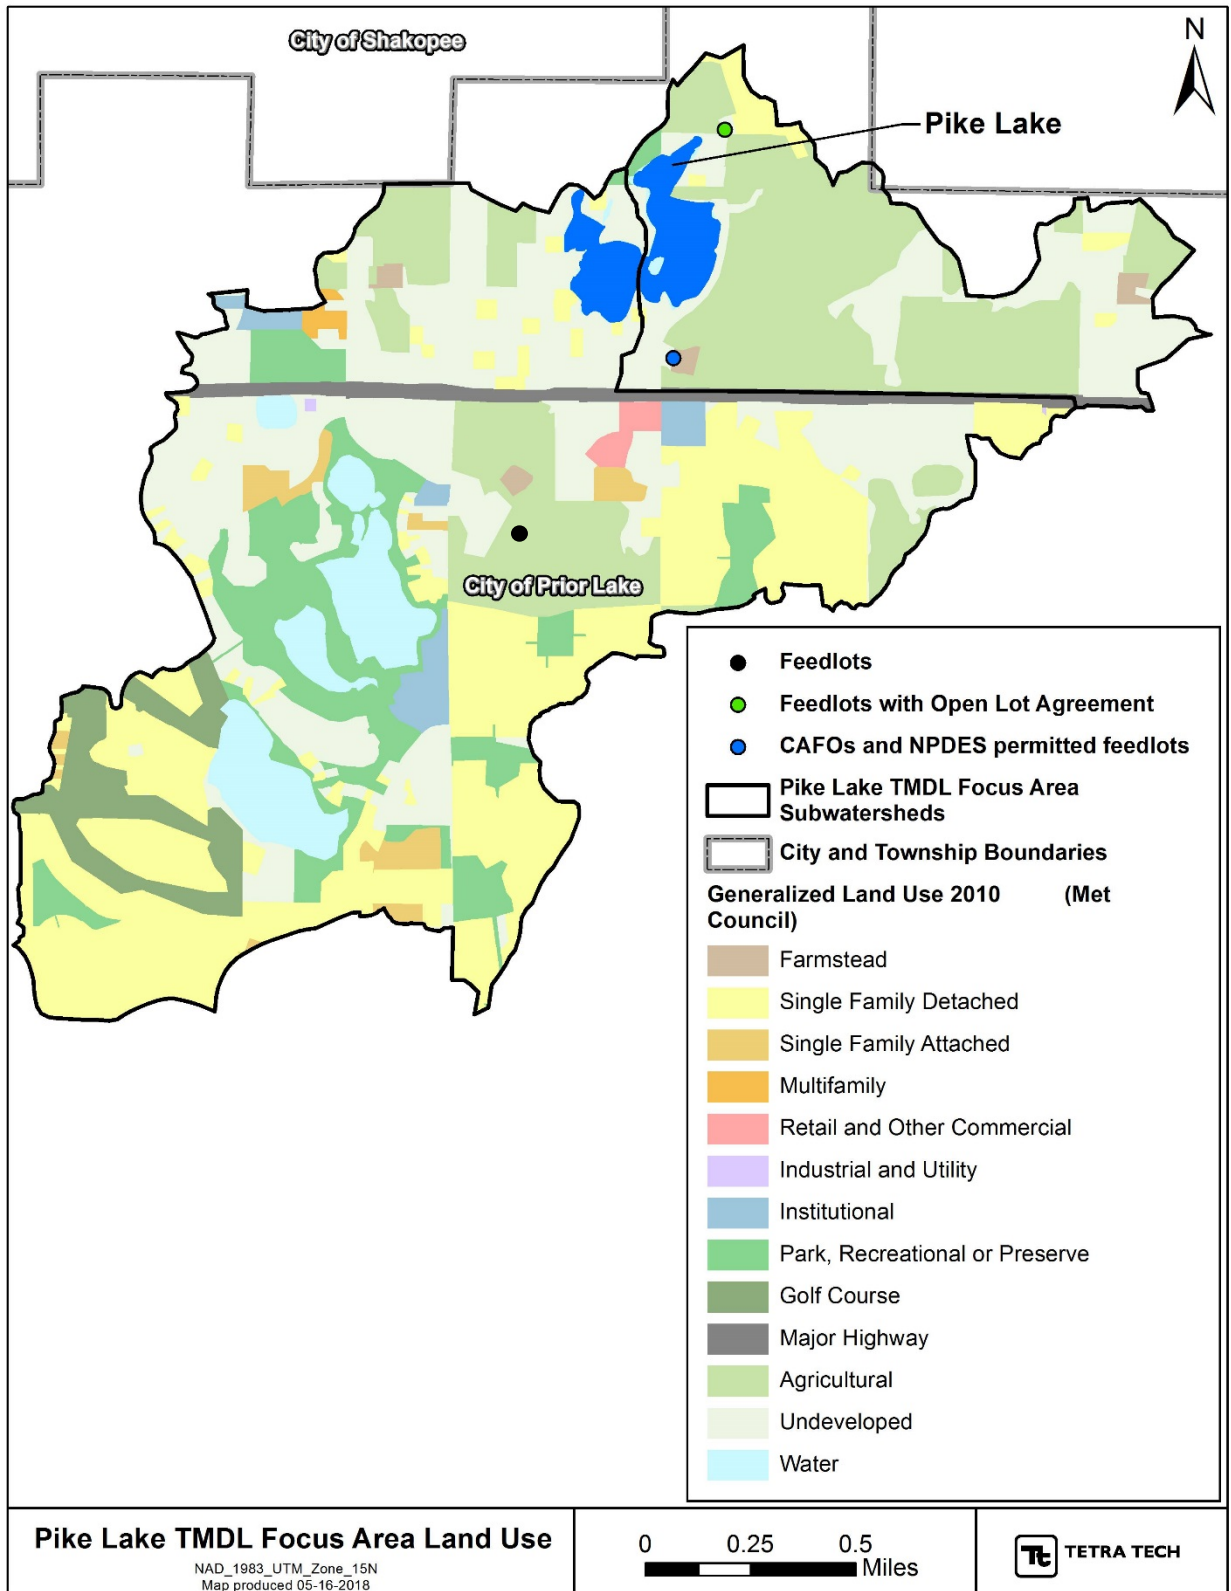 City of Shakopee
N
Pike Lake
City of Prior Lake
Feedlots
Feedlots with Open Lot Agreement
CAFOs and NPDES permitted feedlots
Pike Lake TMDL Focus Area
Subwatersheds
City and Township Boundaries
Generalized Land Use 2010 (Met
Council)
Farmstead
Single Family Detached
Single Family Attached
Multifamily
Retail and Other Commercial
Industrial and Utility
Institutional
Park, Recreational or Preserve
Golf Course
Major Highway
Agricultural
Undeveloped
Water
Pike Lake TMDL Focus Area Land Use
NAD_1983_UTM_Zone_15N
Map produced 05-16-2018
0 0.25 0.5
Miles
Tt TETRA TECH